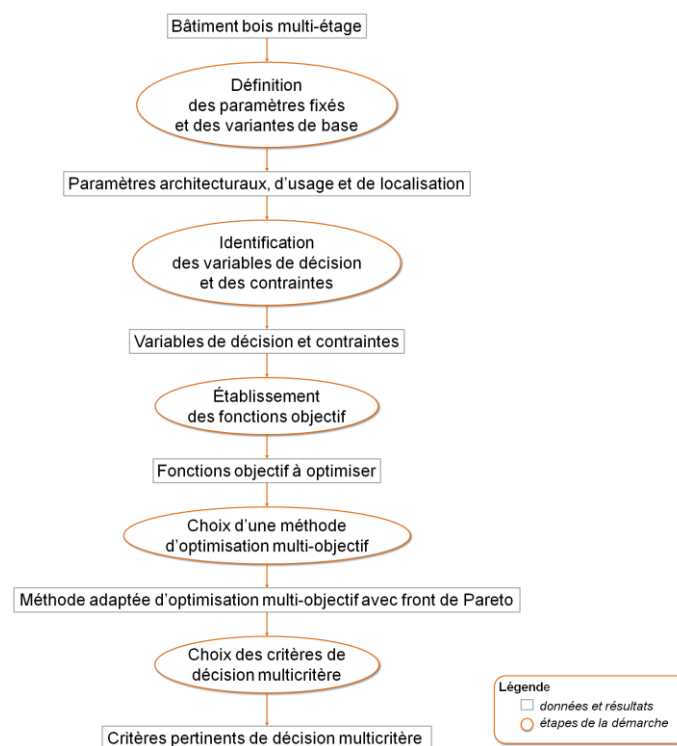 Bâtiment bois multi-étage
Définition
des paramètres fixés
et des variantes de base
Paramètres architecturaux, d'usage et de localisation
Identification
des variables de décision
et des contraintes
Variables de décision et contraintes
Établissement
des fonctions objectif
Fonctions objectif à optimiser
Choix d'une méthode
d'optimisation multi-objectif
Méthode adaptée d'optimisation multi-objectif avec front de Pareto
Choix des critères de
décision multicritère
Critères pertinents de décision multicritère
Légende
données et résultats
étapes de la démarche